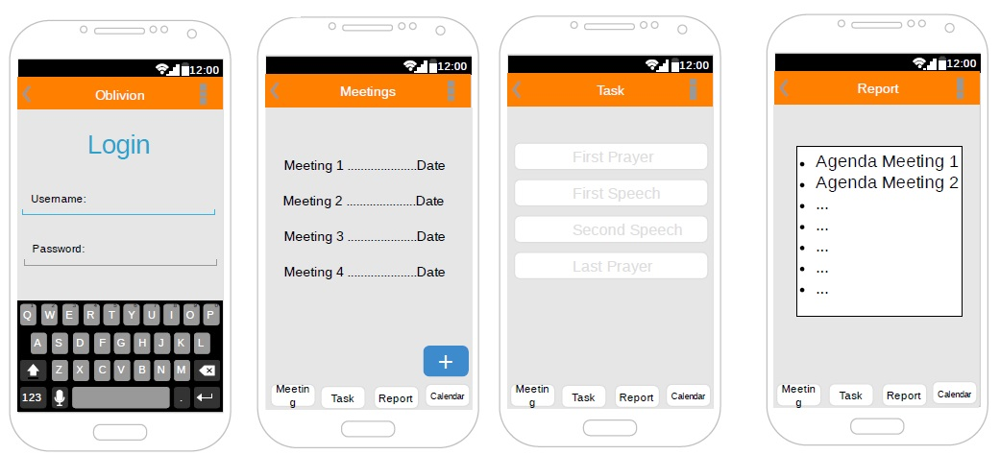 12:00
Oblivion
Login
Username:
Password:
Q W E R T Y U I O P
A S D F G H J K L
Z X C V B N M
123 .
12:00
Meetings
Meeting 1 .....................Date
Meeting 2 .....................Date
Meeting 3 .....................Date
Meeting 4 .....................Date
+
Meetin
g
Task
Report
Calendar
12:00
Task
First Prayer
First Speech
Second Speech
Last Prayer
Meetin
g
Task
Report
Calendar
12:00
Report
• Agenda Meeting 1
• Agenda Meeting 2
• ...
• ...
• ...
• ...
• ...
Meetin
g
Task
Report
Calendar